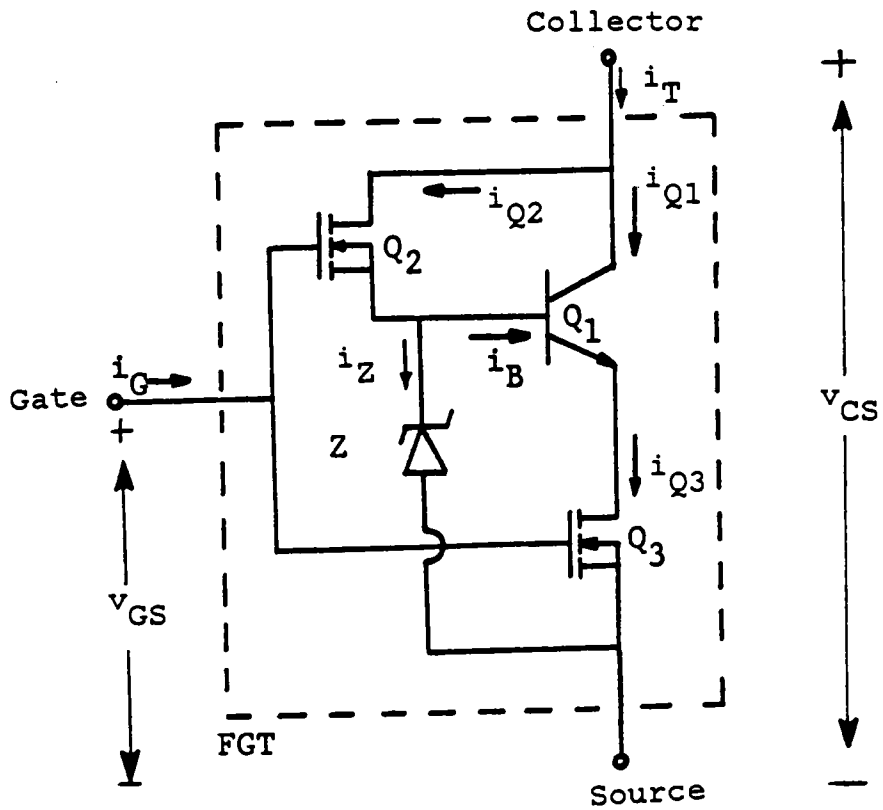 Collector
+
i_T
i_Q2
i_Q1
Q_2
Q_1
i_G
i_Z
i_B
Gate
+
Z
v_CS
i_Q3
Q_3
v_GS
FGT
−
Source
−